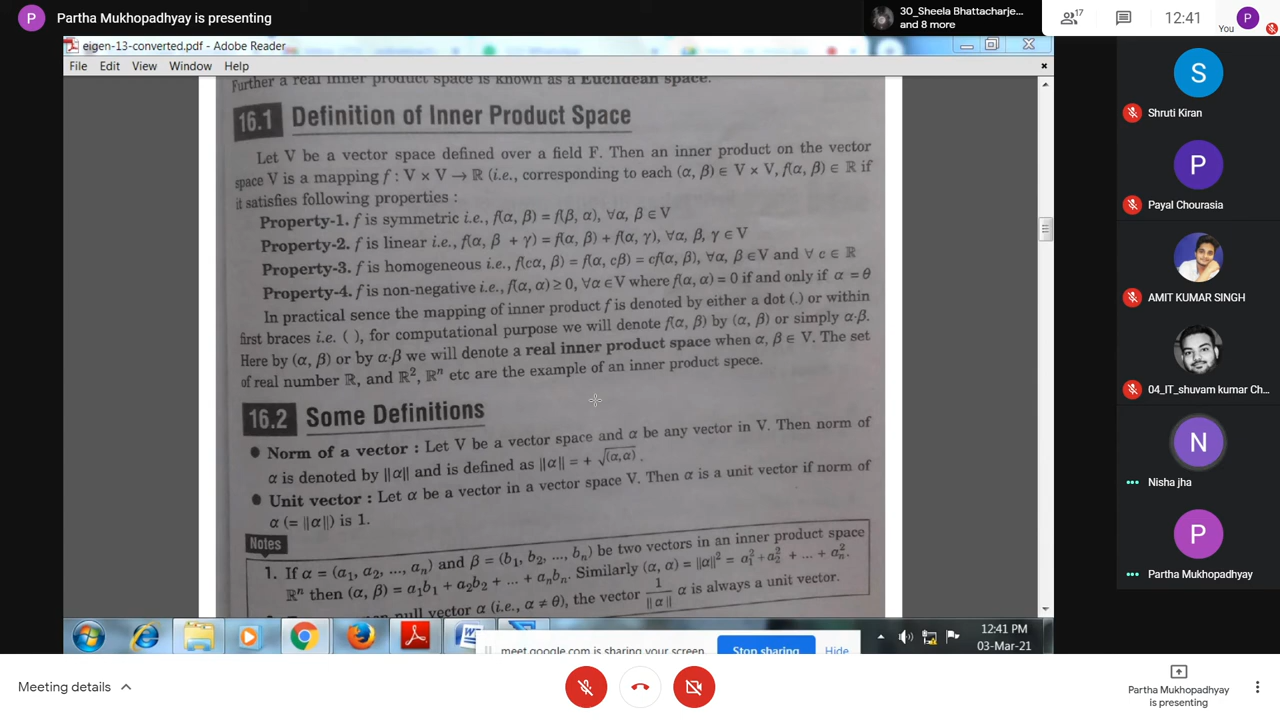 P Partha Mukhopadhyay is presenting
30_Sheela Bhattacharje...
and 8 more
17
12:41
You
P
eigen-13-converted.pdf - Adobe Reader
File Edit View Window Help
Further a real inner product space is known as a Euclidean space.
16.1 Definition of Inner Product Space
Let V be a vector space defined over a field F. Then an inner product on the vector
space V is a mapping f : V × V → ℝ (i.e., corresponding to each (α, β) ∈ V × V, f(α, β) ∈ ℝ if
it satisfies following properties :
Property-1. f is symmetric i.e., f(α, β) = f(β, α), ∀α, β ∈ V
Property-2. f is linear i.e., f(α, β + γ) = f(α, β) + f(α, γ), ∀α, β, γ ∈ V
Property-3. f is homogeneous i.e., f(cα, β) = f(α, cβ) = cf(α, β), ∀α, β ∈ V and ∀ c ∈ ℝ
Property-4. f is non-negative i.e., f(α, α) ≥ 0, ∀α ∈ V where f(α, α) = 0 if and only if α = θ
In practical sence the mapping of inner product f is denoted by either a dot (.) or within
first braces i.e. ( ), for computational purpose we will denote f(α, β) by (α, β) or simply α·β.
Here by (α, β) or by α·β we will denote a real inner product space when α, β ∈ V. The set
of real number ℝ, and ℝ², ℝⁿ etc are the example of an inner product spece.
16.2 Some Definitions
● Norm of a vector : Let V be a vector space and α be any vector in V. Then norm of
α is denoted by ||α|| and is defined as ||α|| = + √(α,α) .
● Unit vector : Let α be a vector in a vector space V. Then α is a unit vector if norm of
α (= ||α||) is 1.
Notes
1. If α = (a₁, a₂, ..., aₙ) and β = (b₁, b₂, ..., bₙ) be two vectors in an inner product space
ℝⁿ then (α, β) = a₁b₁ + a₂b₂ + ... + aₙbₙ. Similarly (α, α) = ||α||² = a₁² + a₂² + ... + aₙ².
null vector α (i.e., α ≠ θ), the vector 1/||α|| α is always a unit vector.
meet.google.com is sharing your screen.
Stop sharing
Hide
12:41 PM
03-Mar-21
S
Shruti Kiran
P
Payal Chourasia
AMIT KUMAR SINGH
04_IT_shuvam kumar Ch...
N
Nisha jha
P
Partha Mukhopadhyay
Meeting details
Partha Mukhopadhyay
is presenting